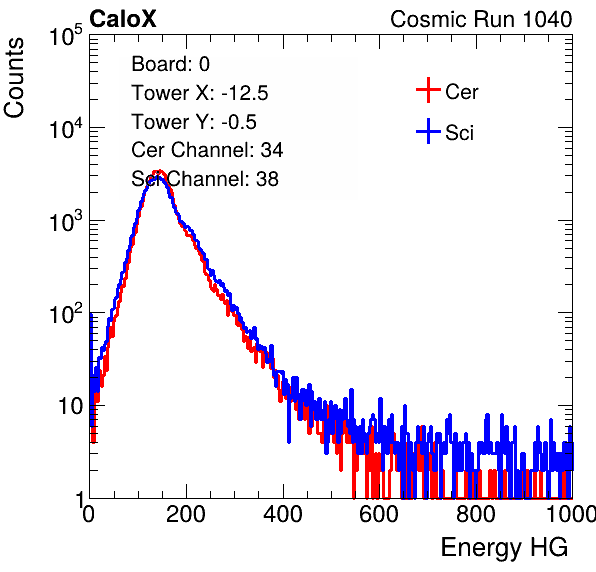 CaloX Cosmic Run 1040
Counts
10^5
10^4
10^3
10^2
10
1
Board: 0
Tower X: -12.5
Tower Y: -0.5
Cer Channel: 34
Sci Channel: 38
Cer
Sci
0 200 400 600 800 1000
Energy HG